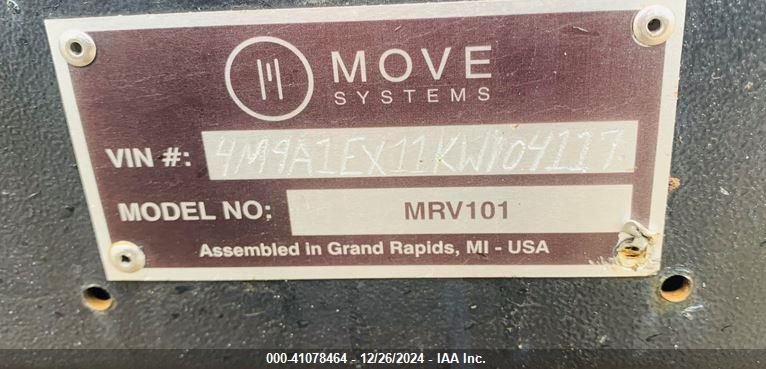 MOVE
SYSTEMS
VIN #: 4M9A1EX11KW104117
MODEL NO: MRV101
Assembled in Grand Rapids, MI - USA
000-41078464 - 12/26/2024 - IAA Inc.